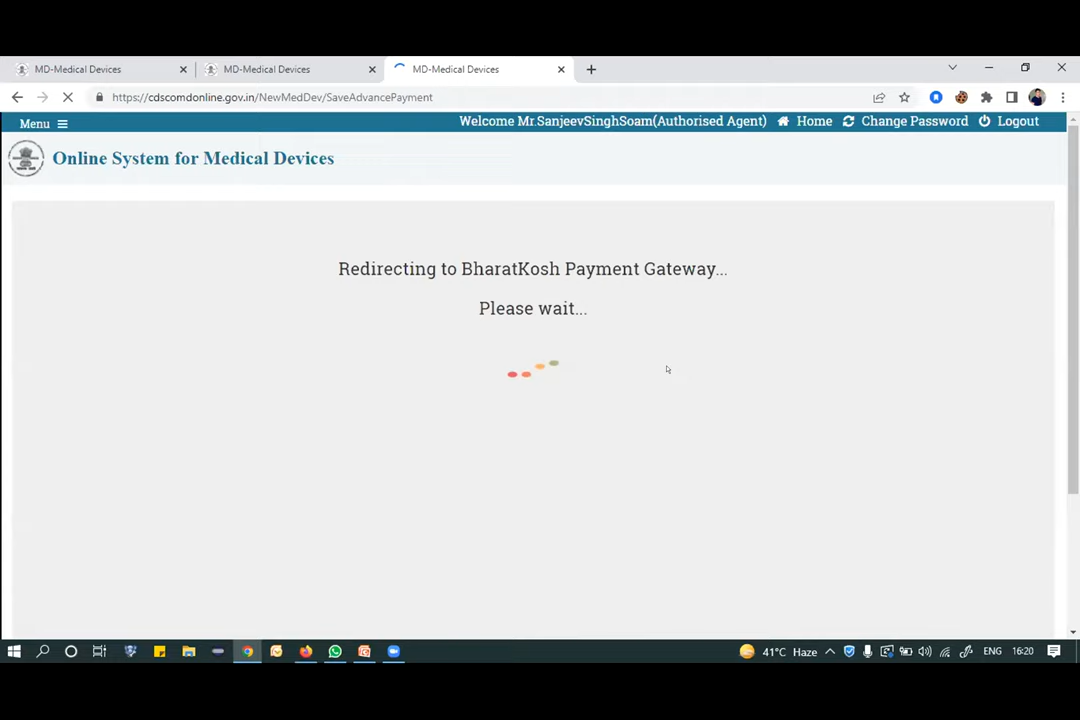 MD-Medical Devices
MD-Medical Devices
MD-Medical Devices
https://cdscomdonline.gov.in/NewMedDev/SaveAdvancePayment
Menu
Welcome Mr.SanjeevSinghSoam(Authorised Agent)
Home
Change Password
Logout
Online System for Medical Devices
Redirecting to BharatKosh Payment Gateway...
Please wait...
41°C Haze
ENG
16:20